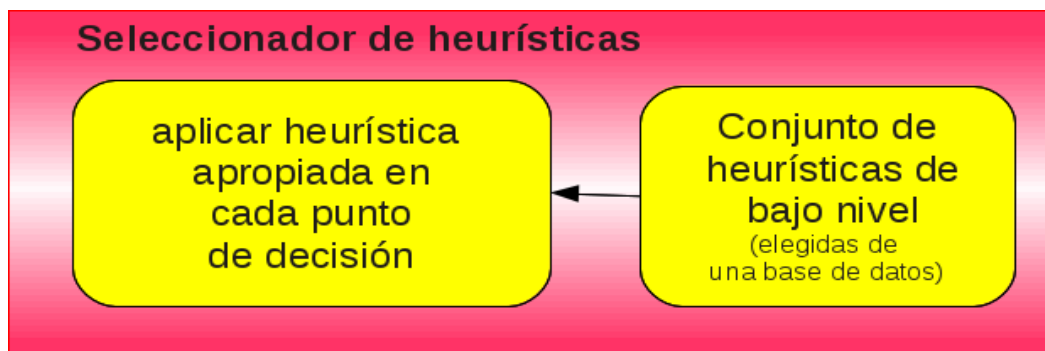 Seleccionador de heurísticas
aplicar heurística
apropiada en
cada punto
de decisión
Conjunto de
heurísticas de
bajo nivel
(elegidas de
una base de datos)